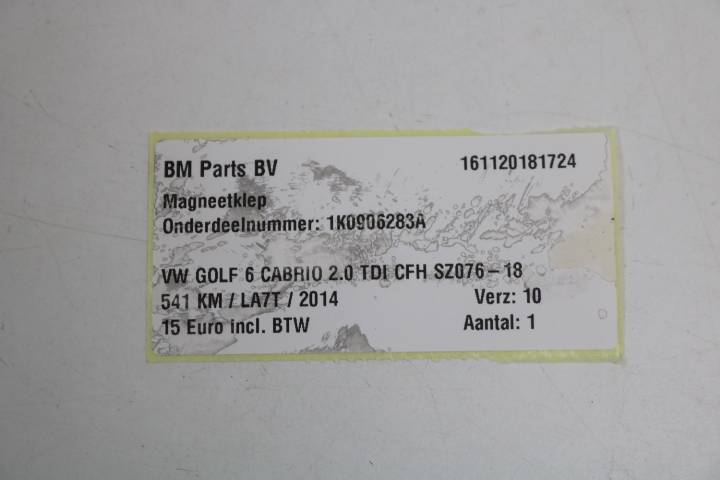 BM Parts BV 161120181724
Magneetklep
Onderdeelnummer: 1K0906283A
VW GOLF 6 CABRIO 2.0 TDI CFH SZ076-18
541 KM / LA7T / 2014 Verz: 10
15 Euro incl. BTW Aantal: 1